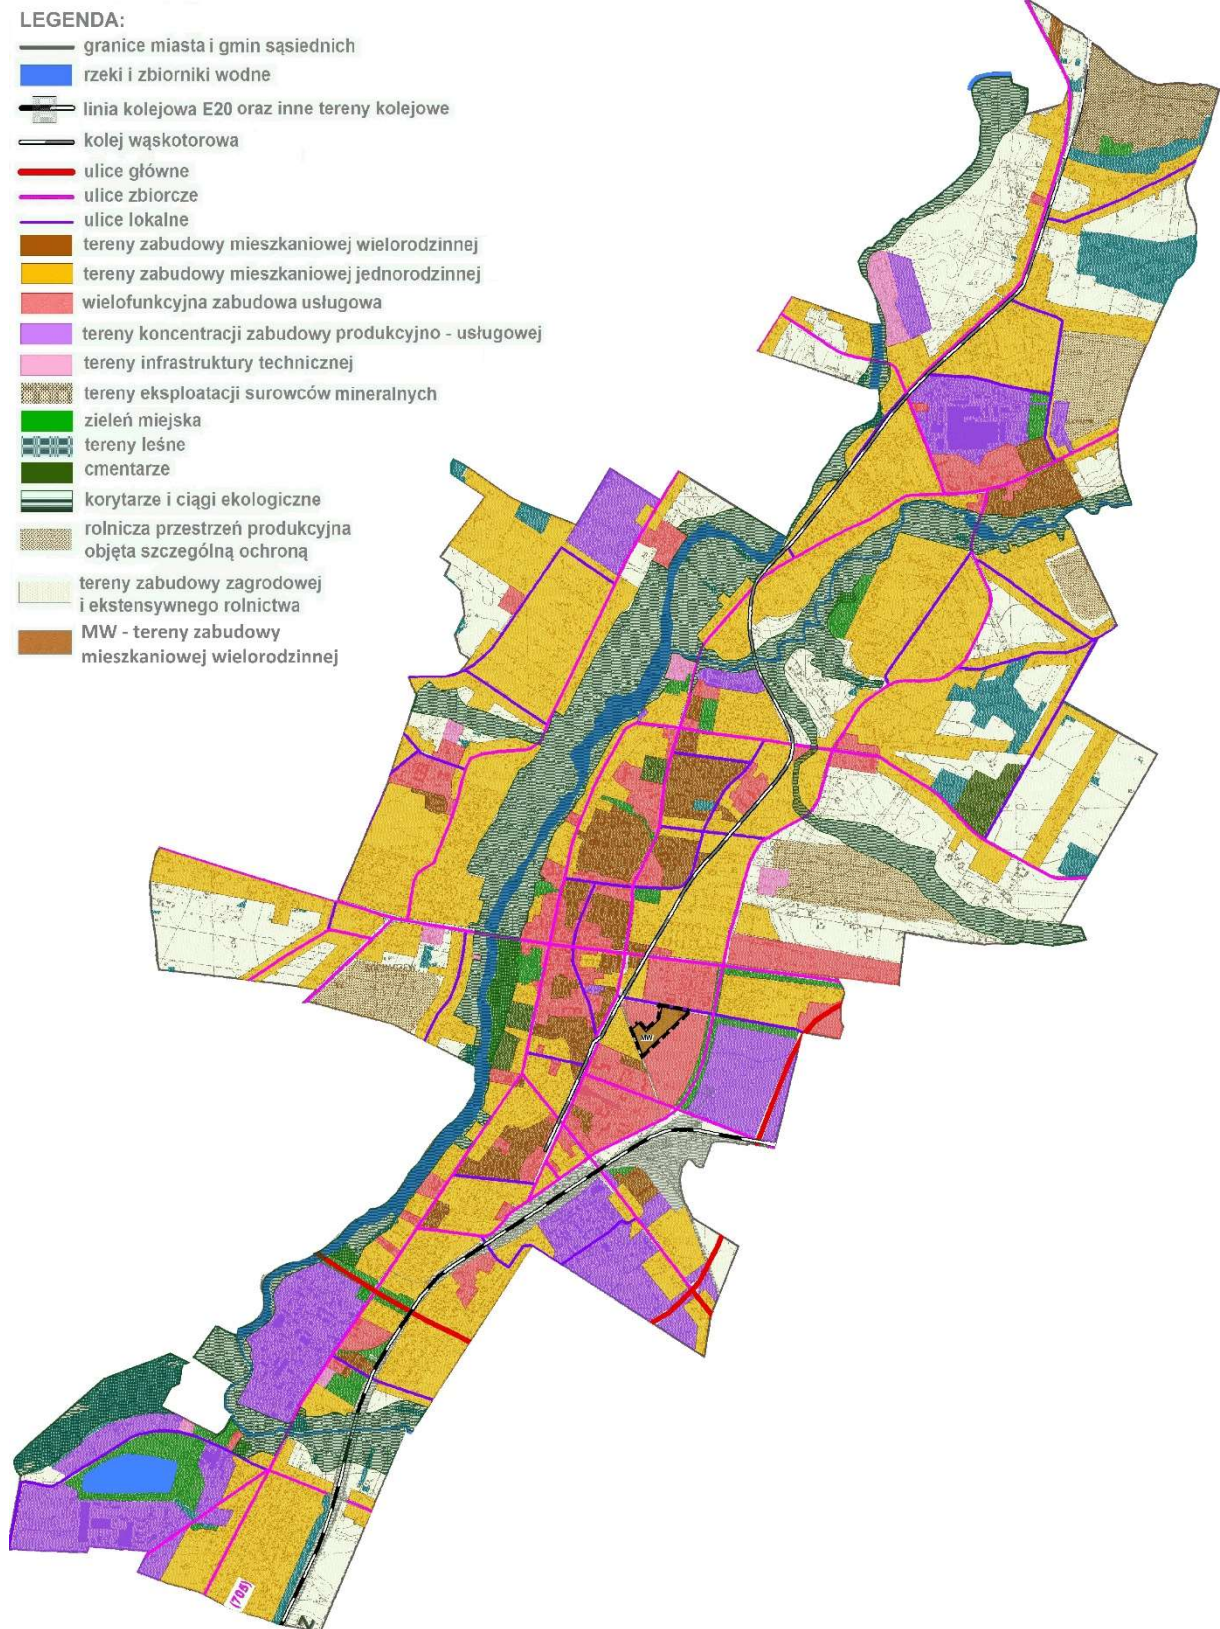 LEGENDA:
granice miasta i gmin sąsiednich
rzeki i zbiorniki wodne
linia kolejowa E20 oraz inne tereny kolejowe
kolej wąskotorowa
ulice główne
ulice zbiorcze
ulice lokalne
tereny zabudowy mieszkaniowej wielorodzinnej
tereny zabudowy mieszkaniowej jednorodzinnej
wielofunkcyjna zabudowa usługowa
tereny koncentracji zabudowy produkcyjno - usługowej
tereny infrastruktury technicznej
tereny eksploatacji surowców mineralnych
zieleń miejska
tereny leśne
cmentarze
korytarze i ciągi ekologiczne
rolnicza przestrzeń produkcyjna
objęta szczególną ochroną
tereny zabudowy zagrodowej
i ekstensywnego rolnictwa
MW - tereny zabudowy
mieszkaniowej wielorodzinnej
MW
(705)
Z